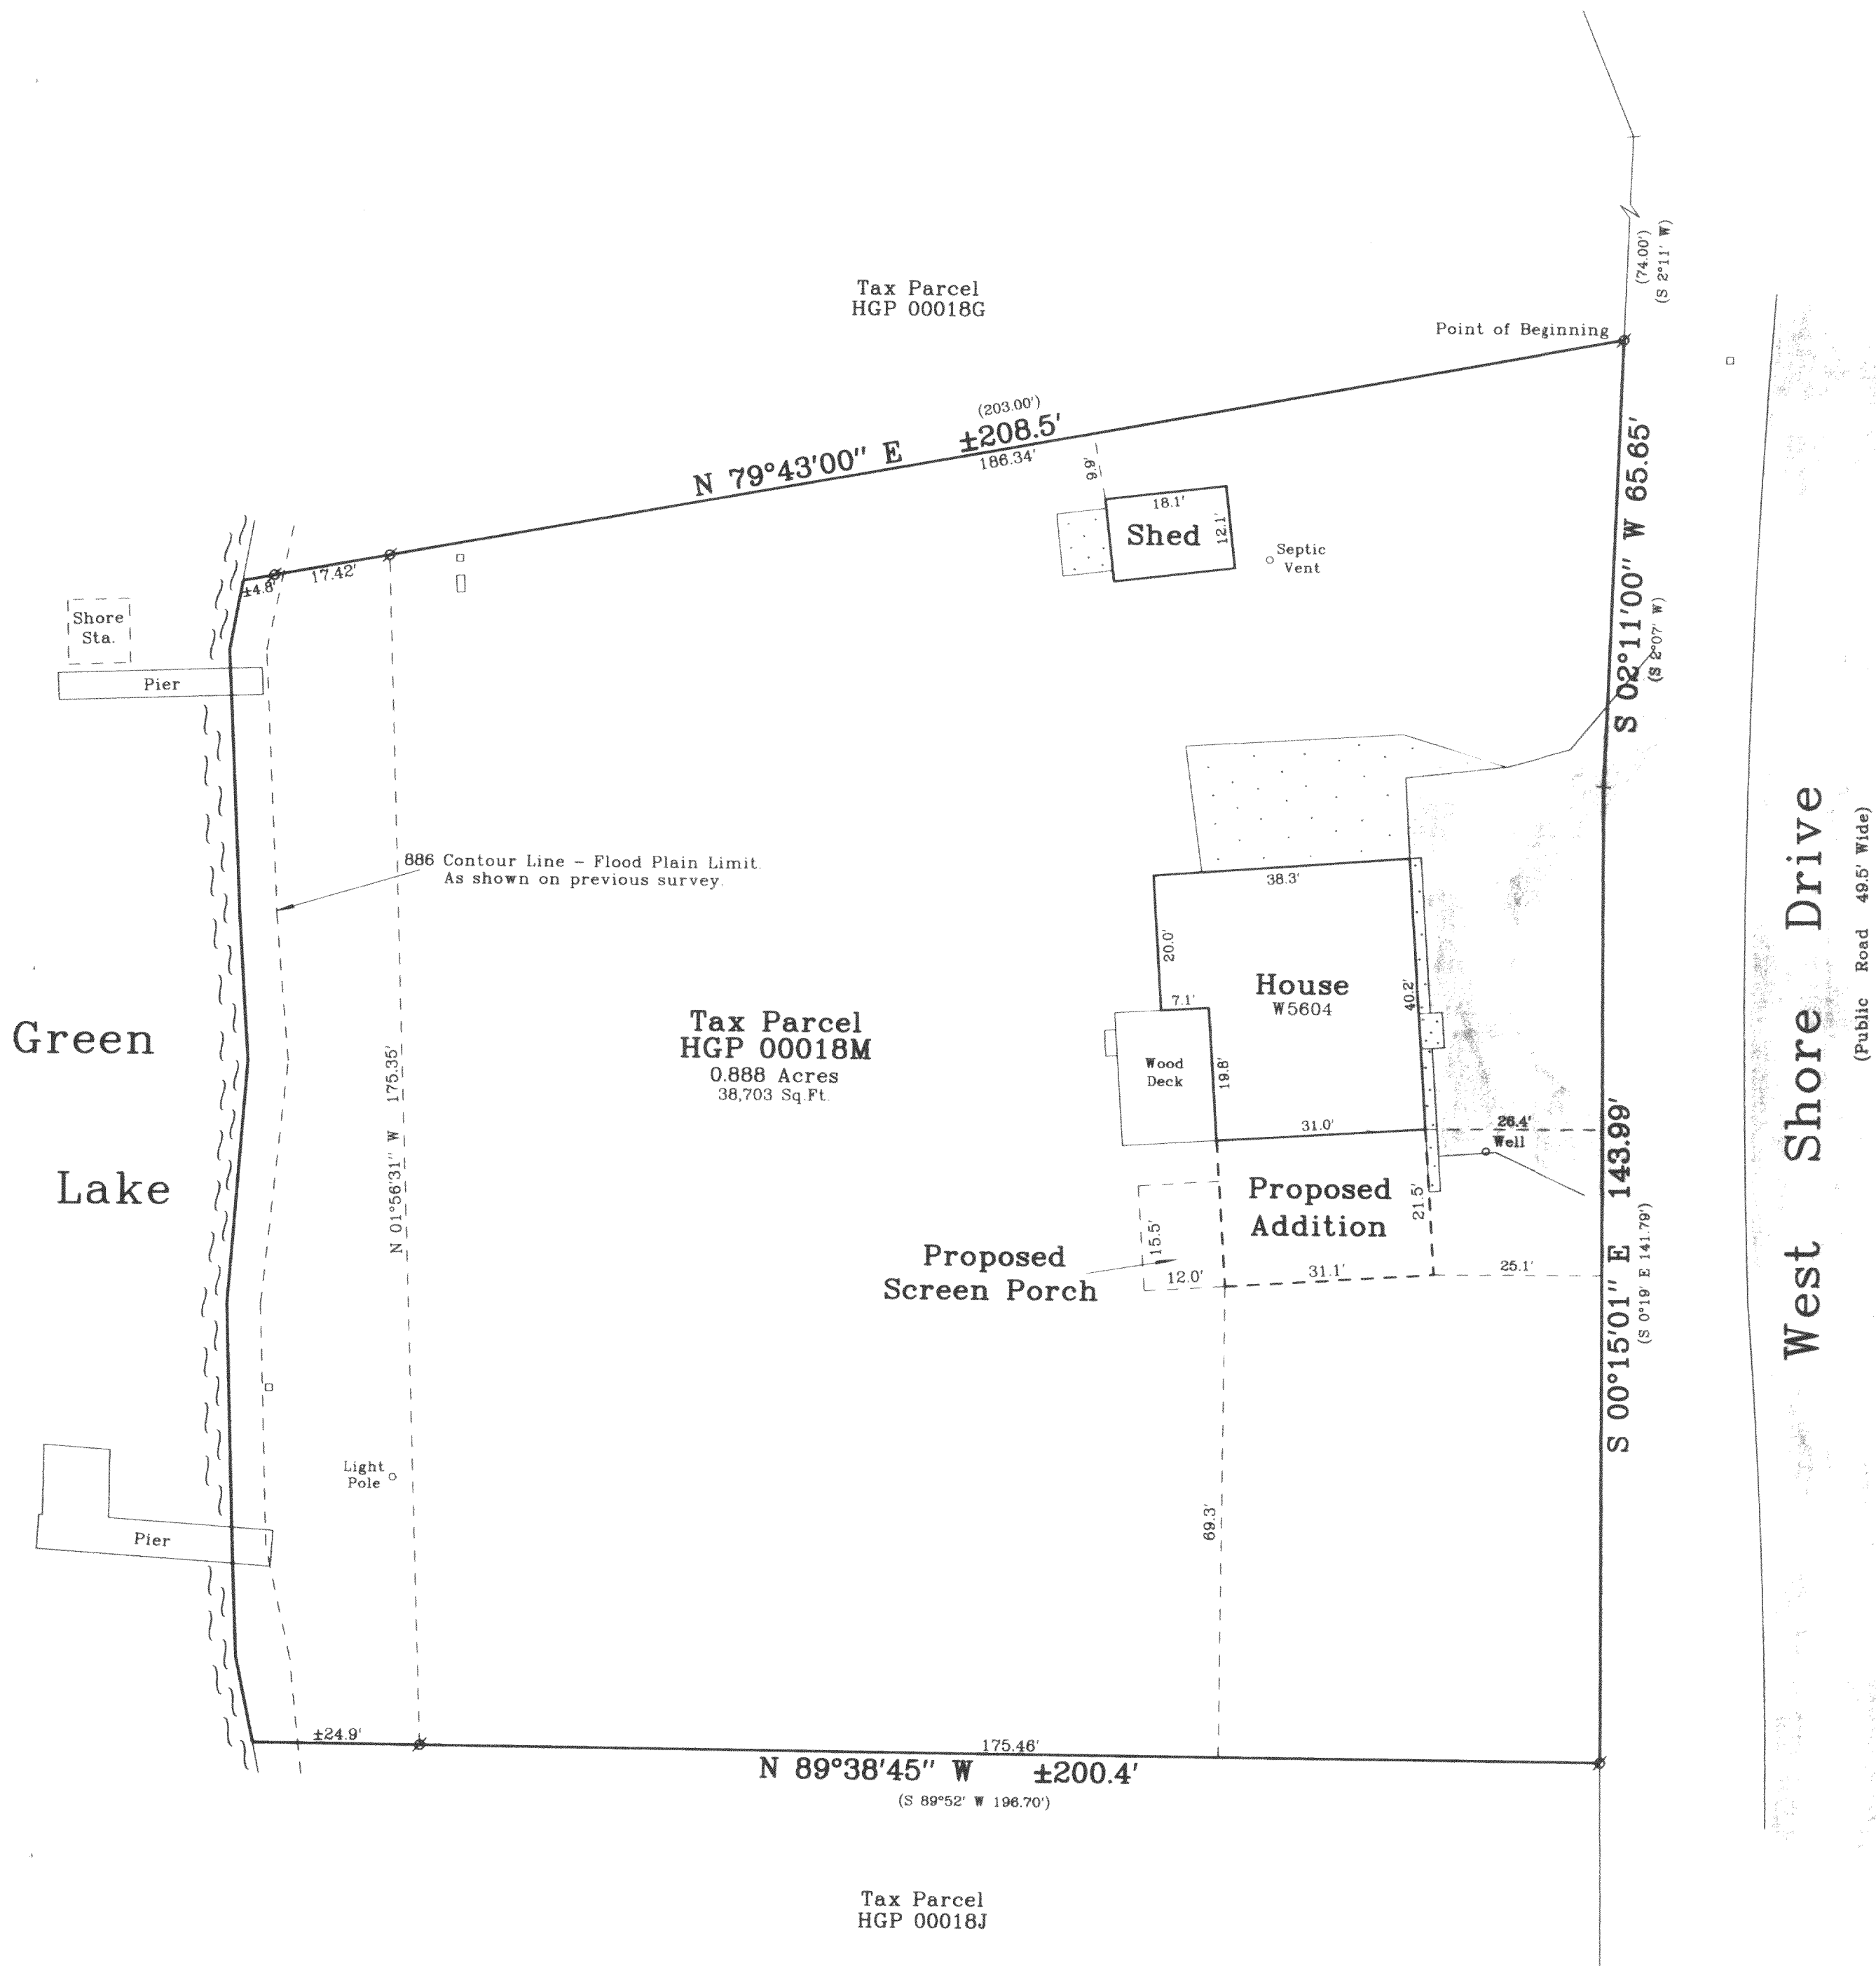 Tax Parcel
HGP 00018G
(74.00')
(S 2°11' W)
Point of Beginning
(203.00')
N 79°43'00" E ±208.5'
186.34'
9.9'
18.1'
Shed
12.1'
Septic
Vent
S 02°11'00" W 65.65'
(S 2°07' W)
±4.8'
17.42'
Shore
Sta.
Pier
886 Contour Line – Flood Plain Limit.
As shown on previous survey.
38.3'
20.0'
House
W5604
40.2'
7.1'
Wood
Deck
19.8'
31.0'
26.4'
Well
Green
Lake
N 01°56'31" W 175.35'
Tax Parcel
HGP 00018M
0.888 Acres
38,703 Sq.Ft.
Proposed
Addition
21.5'
15.5'
Proposed
Screen Porch
12.0'
31.1'
25.1'
S 00°15'01" E 143.99'
(S 0°19' E 141.79')
West Shore Drive
(Public Road 49.5' Wide)
Light
Pole
Pier
69.3'
±24.9'
175.46'
N 89°38'45" W ±200.4'
(S 89°52' W 196.70')
Tax Parcel
HGP 00018J